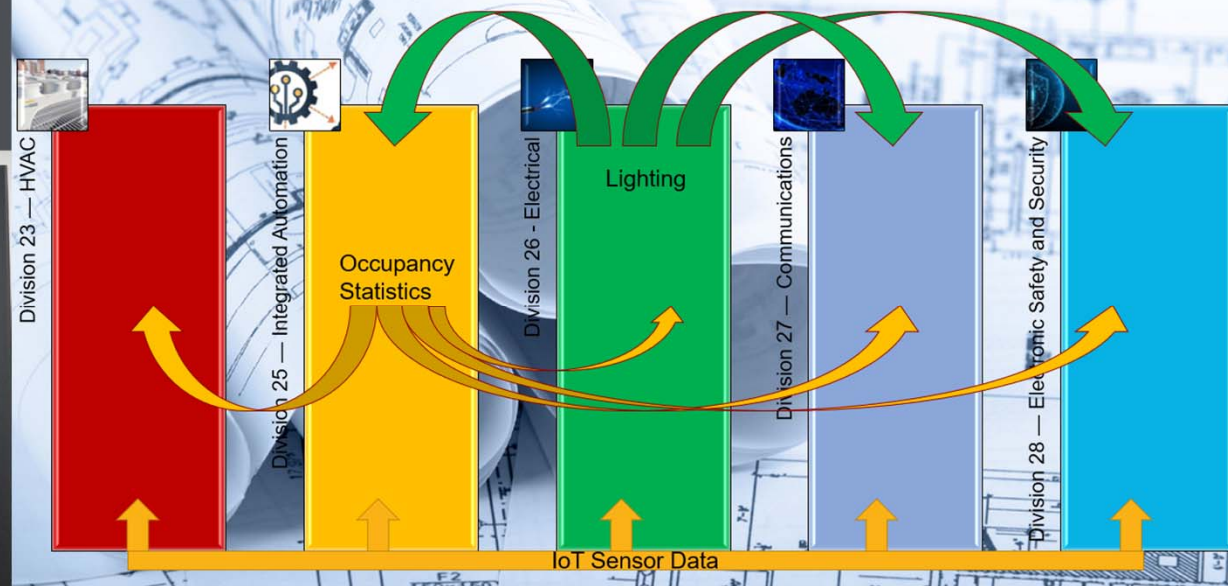 Division 23 — HVAC
Division 25 — Integrated Automation
Occupancy
Statistics
Division 26 - Electrical
Lighting
Division 27 — Communications
Division 28 — Electronic Safety and Security
IoT Sensor Data
F2